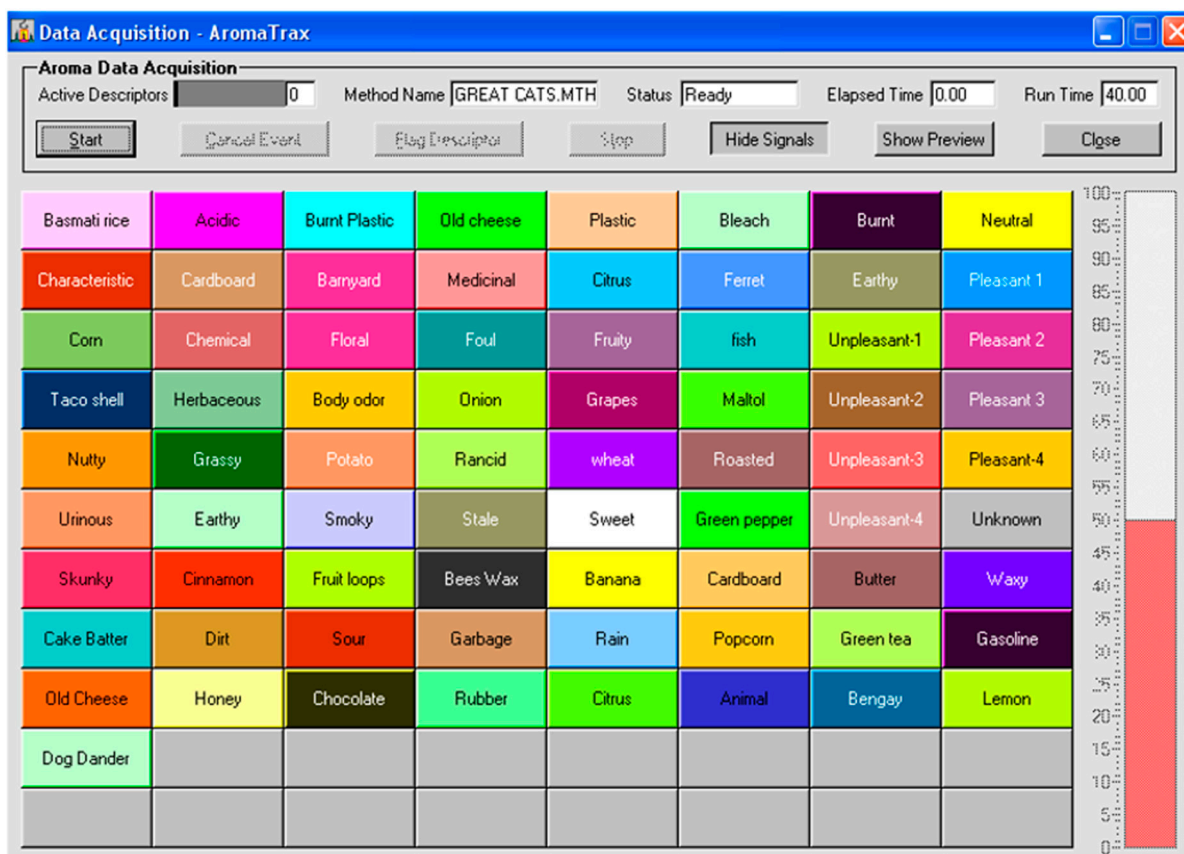 Data Acquisition - AromaTrax
Aroma Data Acquisition
Active Descriptors 0 Method Name GREAT CATS.MTH Status Ready Elapsed Time 0.00 Run Time 40.00
Start Cancel Event Flag Descriptor Stop Hide Signals Show Preview Close
Basmati rice Acidic Burnt Plastic Old cheese Plastic Bleach Burnt Neutral
Characteristic Cardboard Barnyard Medicinal Citrus Ferret Earthy Pleasant 1
Corn Chemical Floral Foul Fruity fish Unpleasant-1 Pleasant 2
Taco shell Herbaceous Body odor Onion Grapes Maltol Unpleasant-2 Pleasant 3
Nutty Grassy Potato Rancid wheat Roasted Unpleasant-3 Pleasant-4
Urinous Earthy Smoky Stale Sweet Green pepper Unpleasant-4 Unknown
Skunky Cinnamon Fruit loops Bees Wax Banana Cardboard Butter Waxy
Cake Batter Dirt Sour Garbage Rain Popcorn Green tea Gasoline
Old Cheese Honey Chocolate Rubber Citrus Animal Bengay Lemon
Dog Dander
100
95
90
85
80
75
70
65
60
55
50
45
40
35
30
25
20
15
10
5
0